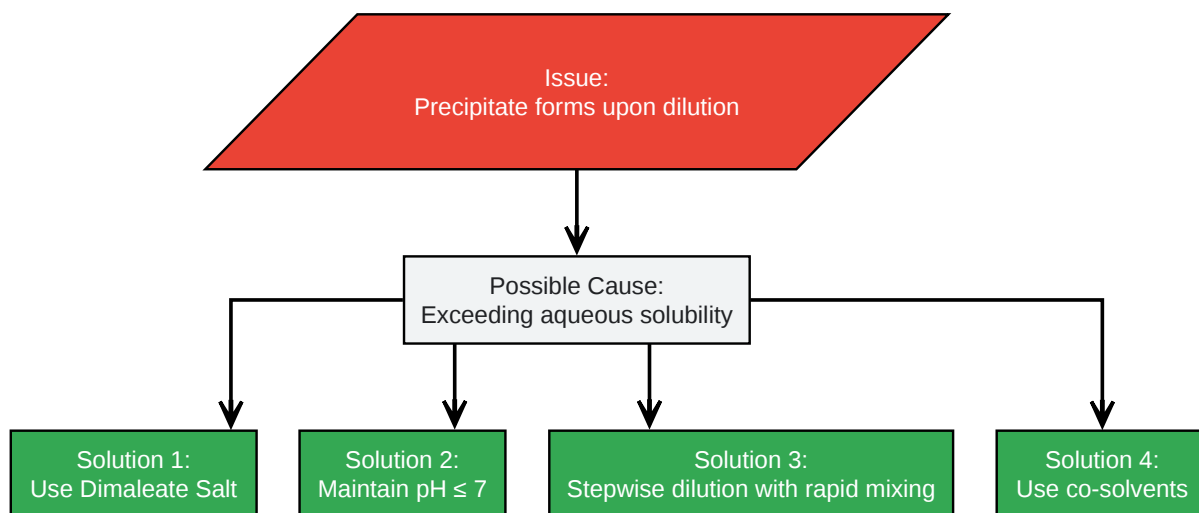 Issue:
Precipitate forms upon dilution
Possible Cause:
Exceeding aqueous solubility
Solution 1:
Use Dimaleate Salt
Solution 2:
Maintain pH ≤ 7
Solution 3:
Stepwise dilution with rapid mixing
Solution 4:
Use co-solvents